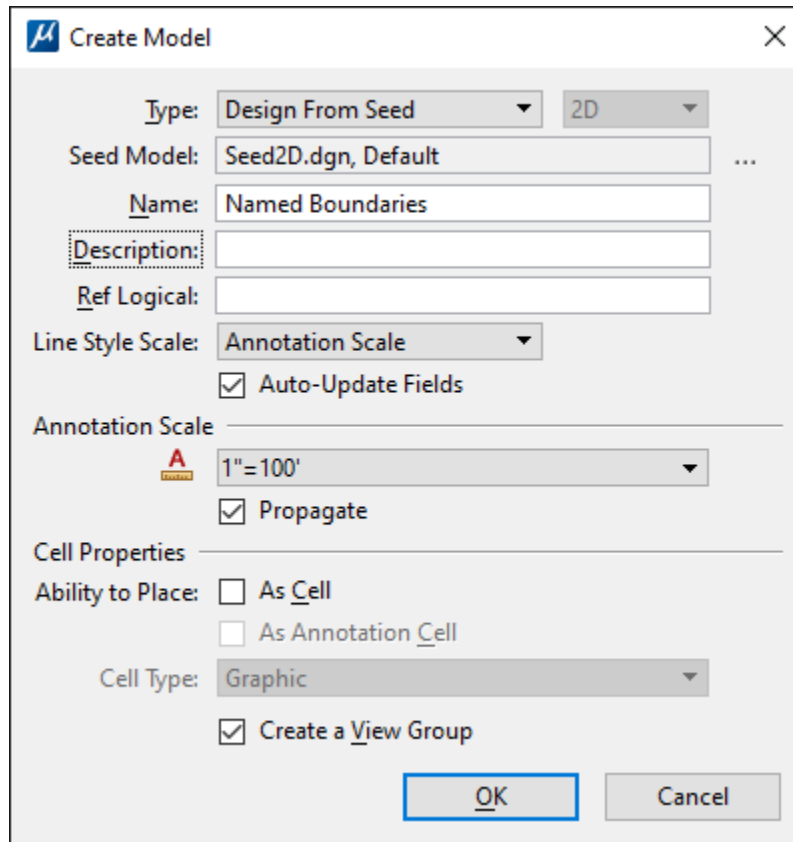 Create Model
Type: Design From Seed 2D
Seed Model: Seed2D.dgn, Default ...
Name: Named Boundaries
Description:
Ref Logical:
Line Style Scale: Annotation Scale
Auto-Update Fields
Annotation Scale
A 1"=100'
Propagate
Cell Properties
Ability to Place: As Cell
As Annotation Cell
Cell Type: Graphic
Create a View Group
OK Cancel